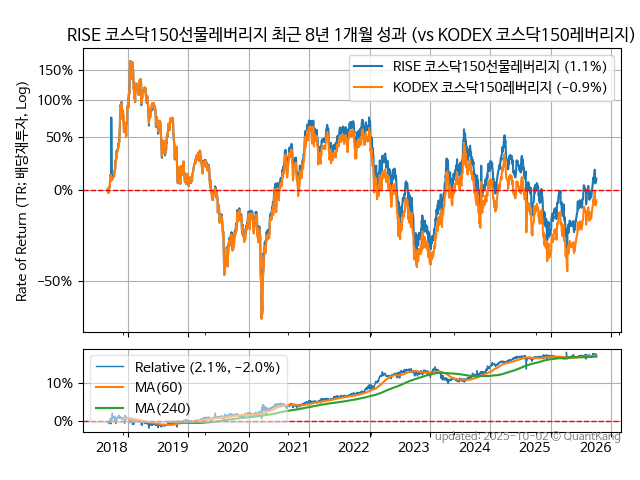 RISE 코스닥150선물레버리지 최근 8년 1개월 성과 (vs KODEX 코스닥150레버리지)
Rate of Return (TR: 배당재투자, Log)
150%
100%
50%
0%
−50%
RISE 코스닥150선물레버리지 (1.1%)
KODEX 코스닥150레버리지 (−0.9%)
10%
0%
Relative (2.1%, −2.0%)
MA(60)
MA(240)
updated: 2025-10-02 © QuantKang
2018 2019 2020 2021 2022 2023 2024 2025 2026